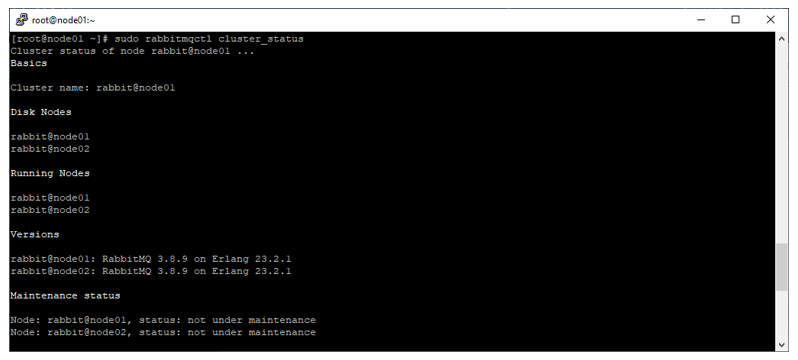 root@node01:~
[root@node01 ~]# sudo rabbitmqctl cluster_status
Cluster status of node rabbit@node01 ...
Basics
Cluster name: rabbit@node01
Disk Nodes
rabbit@node01
rabbit@node02
Running Nodes
rabbit@node01
rabbit@node02
Versions
rabbit@node01: RabbitMQ 3.8.9 on Erlang 23.2.1
rabbit@node02: RabbitMQ 3.8.9 on Erlang 23.2.1
Maintenance status
Node: rabbit@node01, status: not under maintenance
Node: rabbit@node02, status: not under maintenance